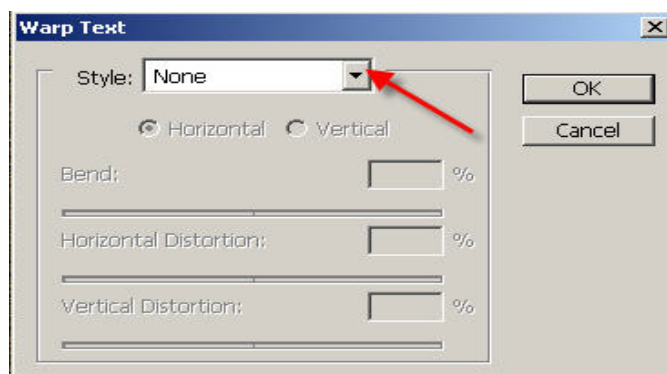 Warp Text
Style: None
OK
Horizontal Vertical
Cancel
Bend: %
Horizontal Distortion: %
Vertical Distortion: %